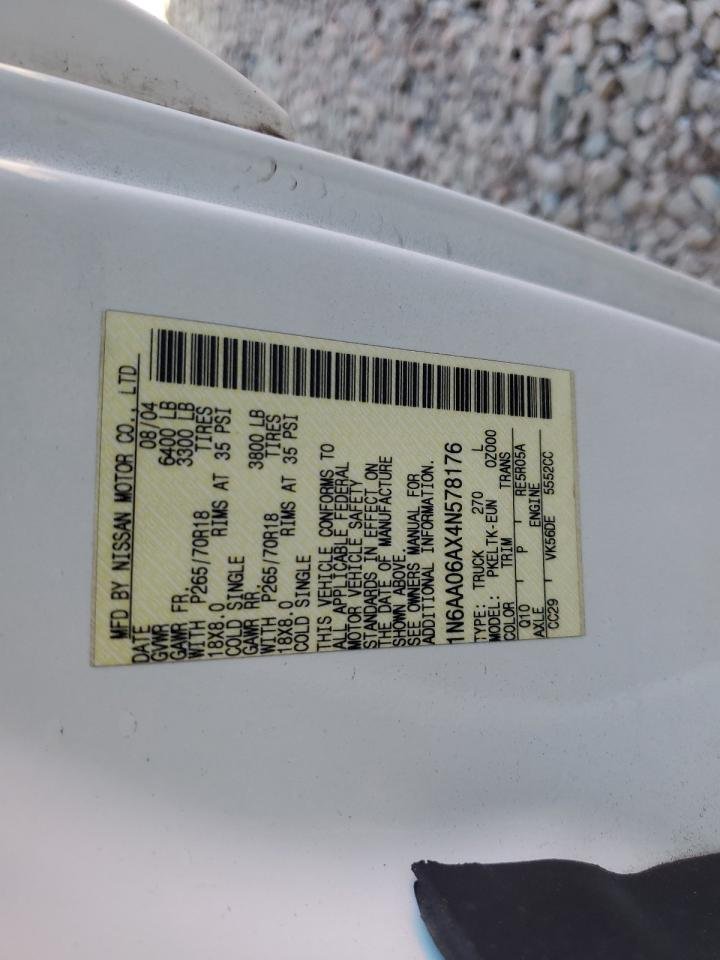 MFD BY NISSAN MOTOR CO., LTD
DATE 08/04
GVWR 6400 LB
GAWR FR. 3300 LB
WITH P265/70R18 TIRES
18X8.0 RIMS AT 35 PSI
COLD SINGLE
GAWR RR. 3800 LB
WITH P265/70R18 TIRES
18X8.0 RIMS AT 35 PSI
COLD SINGLE
THIS VEHICLE CONFORMS TO
ALL APPLICABLE FEDERAL
MOTOR VEHICLE SAFETY
STANDARDS IN EFFECT ON
THE DATE OF MANUFACTURE
SHOWN ABOVE.
SEE OWNERS MANUAL FOR
ADDITIONAL INFORMATION.
1N6AA06AX4N578176
TYPE: TRUCK 270 L
MODEL: PKELTK-EUN 0Z000
COLOR TRIM TRANS
Q10 P RE5R05A
AXLE ENGINE
CC29 VK56DE 5552CC